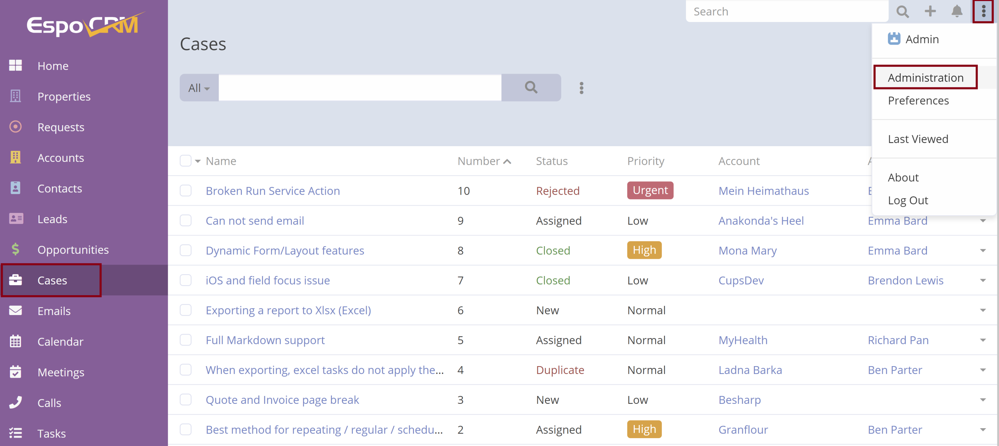 EspoCRM
Home
Properties
Requests
Accounts
Contacts
Leads
Opportunities
Cases
Emails
Calendar
Meetings
Calls
Tasks
Search
Cases
All
Admin
Administration
Preferences
Last Viewed
About
Log Out
Name Number Status Priority Account
Broken Run Service Action 10 Rejected Urgent Mein Heimathaus
Can not send email 9 Assigned Low Anakonda's Heel Emma Bard
Dynamic Form/Layout features 8 Closed High Mona Mary Emma Bard
iOS and field focus issue 7 Closed Low CupsDev Brendon Lewis
Exporting a report to Xlsx (Excel) 6 New Normal
Full Markdown support 5 Assigned Normal MyHealth Richard Pan
When exporting, excel tasks do not apply the... 4 Duplicate Normal Ladna Barka Ben Parter
Quote and Invoice page break 3 New Low Besharp
Best method for repeating / regular / schedu... 2 Assigned High Granflour Ben Parter